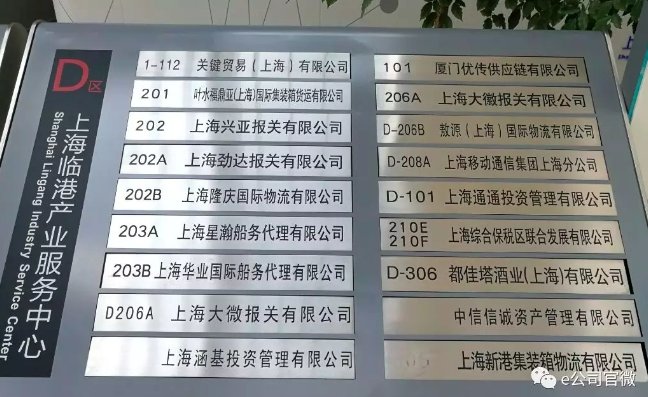 D区
上海临港产业服务中心
Shanghai Lingang Industry Service Center
1-112 关键贸易（上海）有限公司
201 叶水福鼎亚(上海)国际集装箱货运有限公司
202 上海兴亚报关有限公司
202A 上海劲达报关有限公司
202B 上海隆庆国际物流有限公司
203A 上海星瀚船务代理有限公司
203B 上海华业国际船务代理有限公司
D206A 上海大微报关有限公司
上海涵基投资管理有限公司
101 厦门优传供应链有限公司
206A 上海大徽报关有限公司
D-206B 敖源（上海）国际物流有限公司
D-208A 上海移动通信集团上海分公司
D-101 上海通通投资管理有限公司
210E
210F 上海综合保税区联合发展有限公司
D-306 都佳塔酒业(上海)有限公司
中信信诚资产管理有限公司
上海新港集装箱物流有限公司
e公司官微